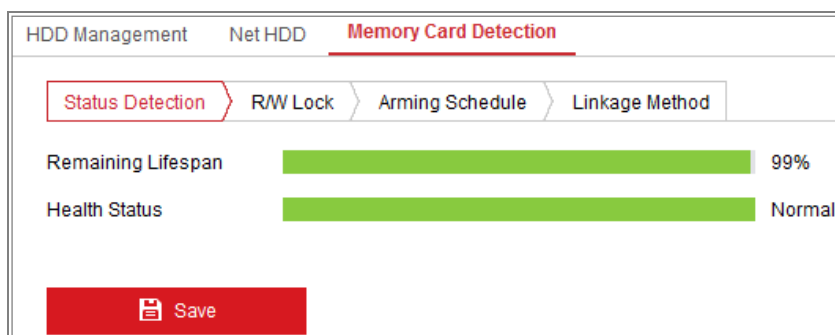 HDD Management Net HDD Memory Card Detection
Status Detection R/W Lock Arming Schedule Linkage Method
Remaining Lifespan 99%
Health Status Normal
Save